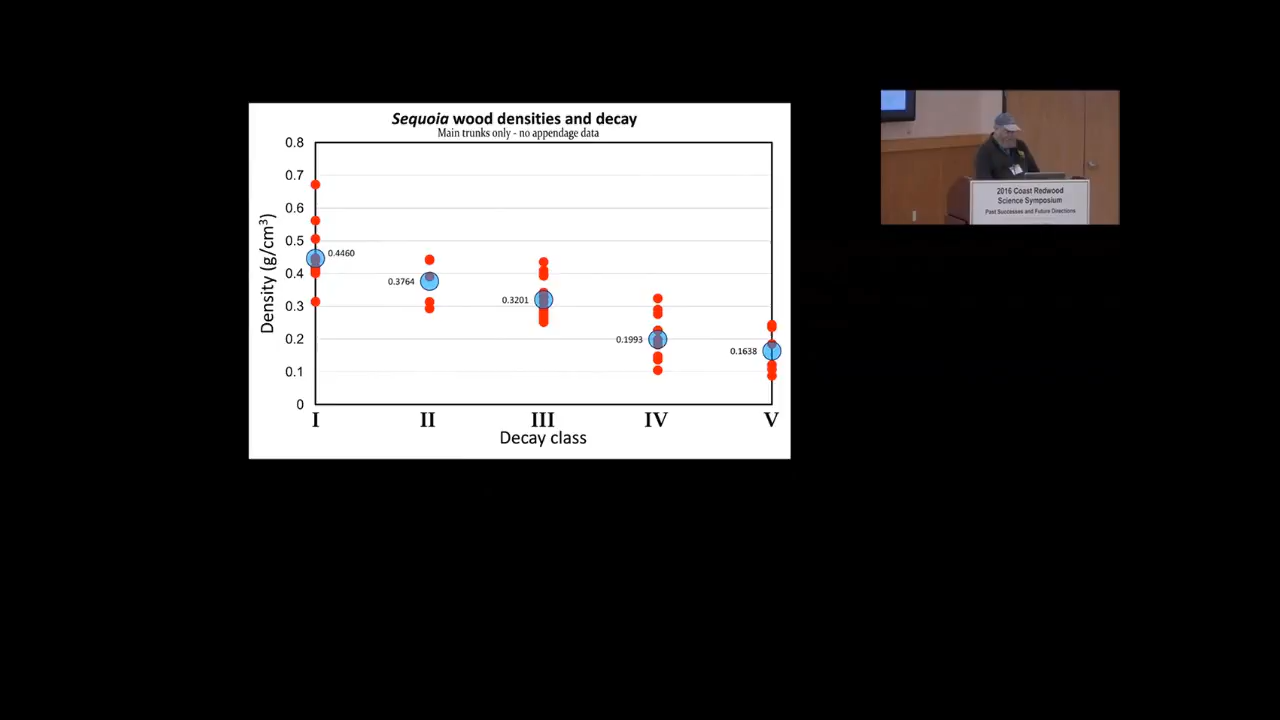 Sequoia wood densities and decay
Main trunks only - no appendage data
0.8
0.7
0.6
0.5
0.4
0.3
0.2
0.1
0
Density (g/cm³)
0.4460
0.3764
0.3201
0.1993
0.1638
I II III IV V
Decay class
2016 Coast Redwood
Science Symposium
Past Successes and Future Directions